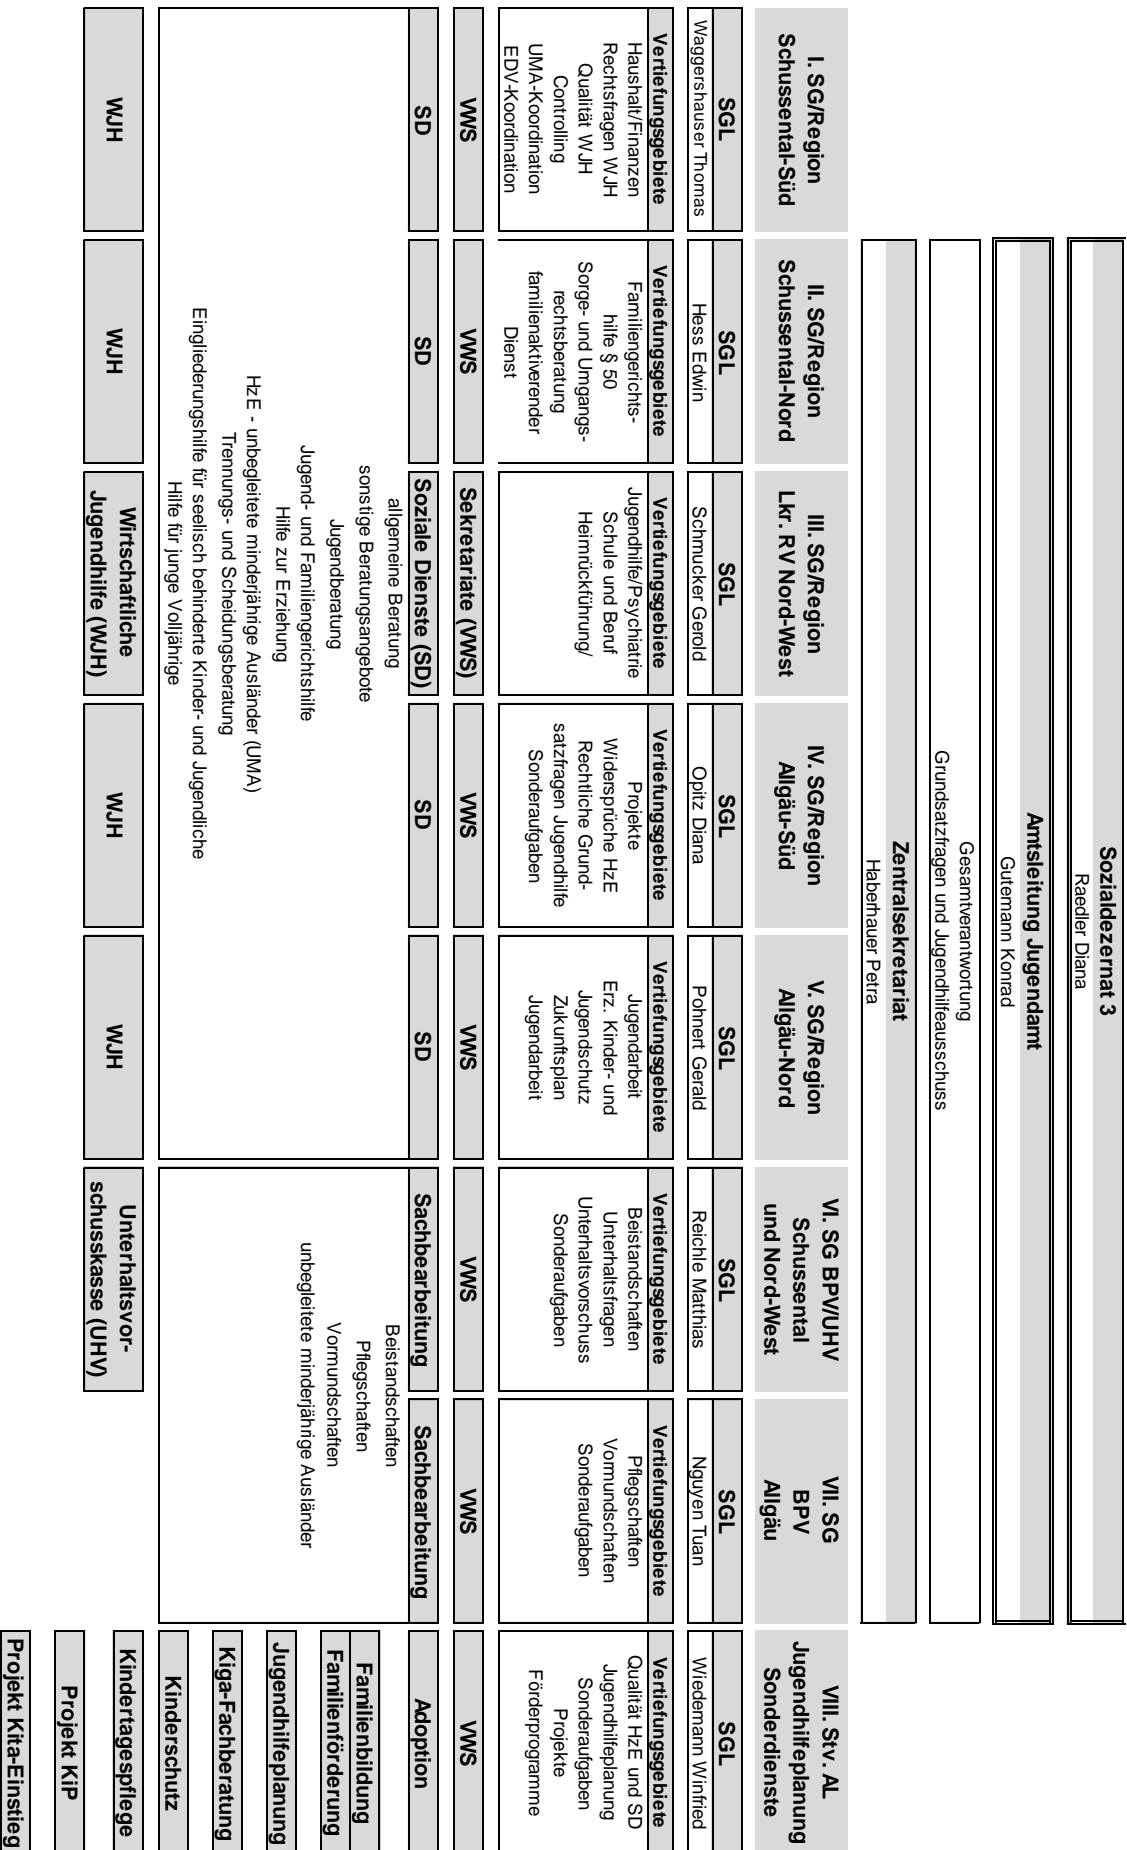 Sozialdezernat 3
Raedler Diana
Amtsleitung Jugendamt
Gutemann Konrad
Gesamtverantwortung
Grundsatzfragen und Jugendhilfeausschuss
Zentralsekretariat
Haberhauer Petra
I. SG/Region
Schussental-Süd
II. SG/Region
Schussental-Nord
III. SG/Region
Lkr. RV Nord-West
IV. SG/Region
Allgäu-Süd
V. SG/Region
Allgäu-Nord
VI. SG BPV/UHV
Schussental
und Nord-West
VII. SG
BPV
Allgäu
VIII. Stv. AL
Jugendhilfeplanung
Sonderdienste
SGL
Waggershauser Thomas
SGL
Hess Edwin
SGL
Schmucker Gerold
SGL
Opitz Diana
SGL
Pohnert Gerald
SGL
Reichle Matthias
SGL
Nguyen Tuan
SGL
Wiedemann Winfried
Vertiefungsgebiete
Haushalt/Finanzen
Rechtsfragen WJH
Qualität WJH
Controlling
UMA-Koordination
EDV-Koordination
Vertiefungsgebiete
Familiengerichts-
hilfe § 50
Sorge- und Umgangs-
rechtsberatung
familienaktiverender
Dienst
Vertiefungsgebiete
Jugendhilfe/Psychiatrie
Schule und Beruf
Heimrückführung/
Vertiefungsgebiete
Projekte
Widersprüche HzE
Rechtliche Grund-
satzfragen Jugendhilfe
Sonderaufgaben
Vertiefungsgebiete
Jugendarbeit
Erz. Kinder- und
Jugendschutz
Zukunftsplan
Jugendarbeit
Vertiefungsgebiete
Beistandschaften
Unterhaltsfragen
Unterhaltsvorschuss
Sonderaufgaben
Vertiefungsgebiete
Pflegschaften
Vormundschaften
Sonderaufgaben
Vertiefungsgebiete
Qualität HzE und SD
Jugendhilfeplanung
Sonderaufgaben
Projekte
Förderprogramme
VWS
VWS
Sekretariate (VWS)
VWS
VWS
VWS
VWS
VWS
SD
SD
Soziale Dienste (SD)
SD
SD
Sachbearbeitung
Sachbearbeitung
Adoption
allgemeine Beratung
sonstige Beratungsangebote
Jugendberatung
Jugend- und Familiengerichtshilfe
Hilfe zur Erziehung
HzE - unbegleitete minderjährige Ausländer (UMA)
Trennungs- und Scheidungsberatung
Eingliederungshilfe für seelisch behinderte Kinder- und Jugendliche
Hilfe für junge Volljährige
Beistandschaften
Pflegschaften
Vormundschaften
unbegleitete minderjährige Ausländer
Familienbildung
Familienförderung
Jugendhilfeplanung
Kiga-Fachberatung
Kinderschutz
WJH
WJH
Wirtschaftliche
Jugendhilfe (WJH)
WJH
WJH
Unterhaltsvor-
schusskasse (UHV)
Kindertagespflege
Projekt KiP
Projekt Kita-Einstieg